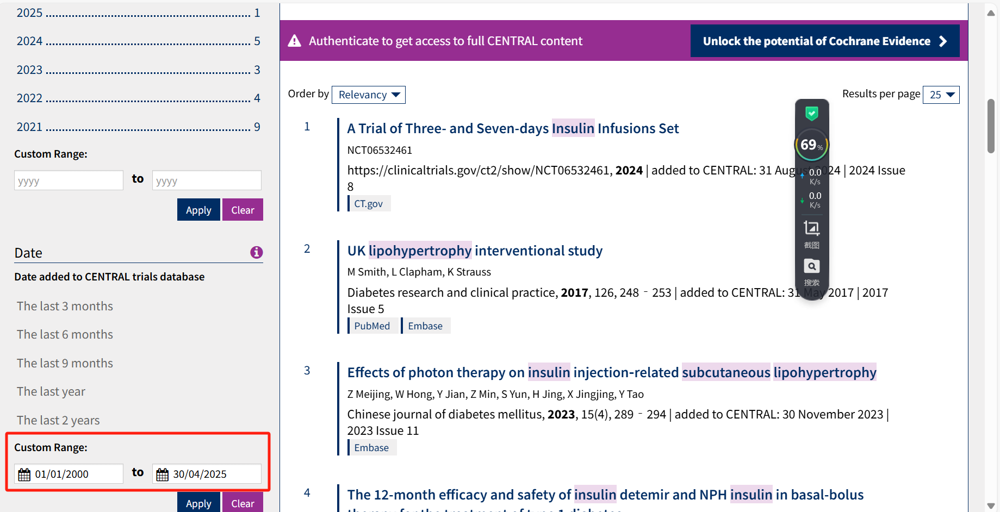 2025 ........ 1
2024 ........ 5
2023 ........ 3
2022 ........ 4
2021 ........ 9
Custom Range:
yyyy to yyyy
Apply Clear
Date
Date added to CENTRAL trials database
The last 3 months
The last 6 months
The last 9 months
The last year
The last 2 years
Custom Range:
01/01/2000 to 30/04/2025
Apply Clear
Authenticate to get access to full CENTRAL content
Unlock the potential of Cochrane Evidence
Order by Relevancy
Results per page 25
1 A Trial of Three- and Seven-days Insulin Infusions Set
NCT06532461
https://clinicaltrials.gov/ct2/show/NCT06532461, 2024 | added to CENTRAL: 31 August 2024 | 2024 Issue
8
CT.gov
2 UK lipohypertrophy interventional study
M Smith, L Clapham, K Strauss
Diabetes research and clinical practice, 2017, 126, 248‐253 | added to CENTRAL: 31 May 2017 | 2017
Issue 5
PubMed Embase
3 Effects of photon therapy on insulin injection-related subcutaneous lipohypertrophy
Z Meijing, W Hong, Y Jian, Z Min, S Yun, H Jing, X Jingjing, Y Tao
Chinese journal of diabetes mellitus, 2023, 15(4), 289‐294 | added to CENTRAL: 30 November 2023 |
2023 Issue 11
Embase
4 The 12-month efficacy and safety of insulin detemir and NPH insulin in basal-bolus
therapy for the treatment of type 1 diabetes
69%
0.0
K/s
0.0
K/s
截图
搜索